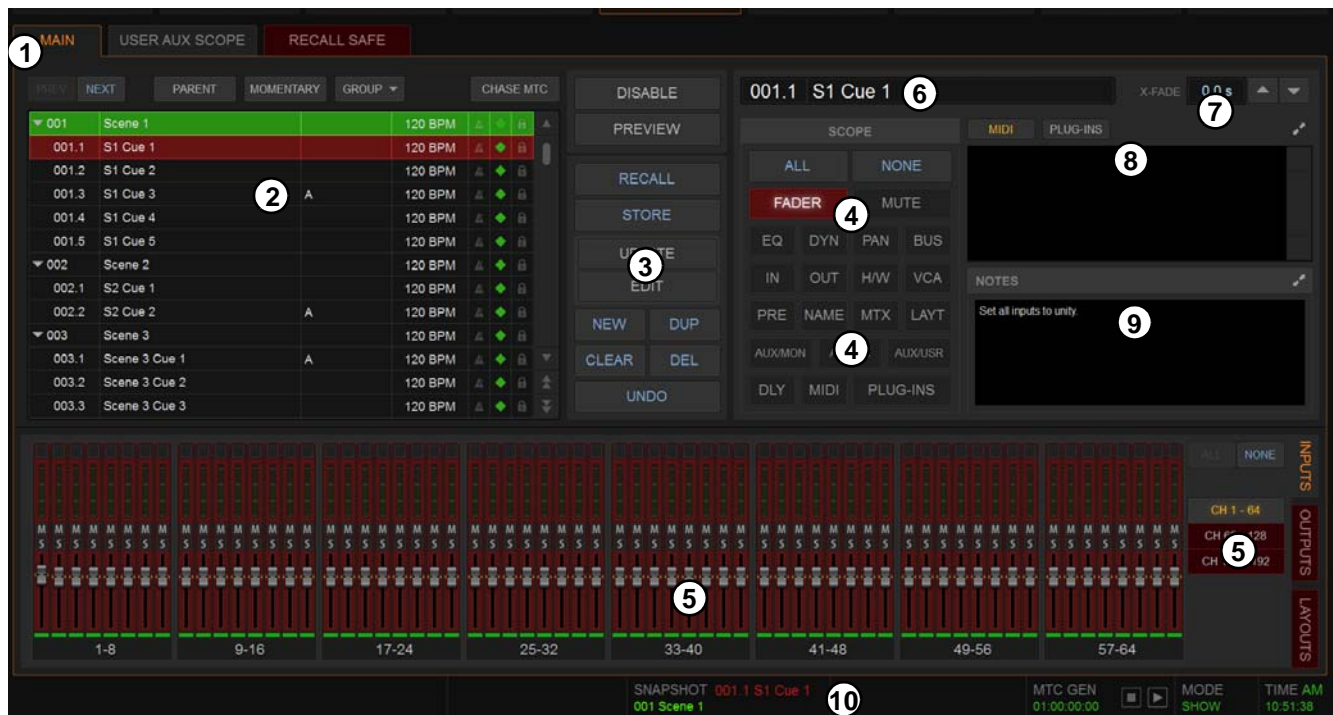 MAIN USER AUX SCOPE RECALL SAFE
1
PREV NEXT PARENT MOMENTARY GROUP CHASE MTC
001 Scene 1 120 BPM
001.1 S1 Cue 1 120 BPM
001.2 S1 Cue 2 120 BPM
001.3 S1 Cue 3 A 120 BPM
001.4 S1 Cue 4 120 BPM
001.5 S1 Cue 5 120 BPM
002 Scene 2 120 BPM
002.1 S2 Cue 1 120 BPM
002.2 S2 Cue 2 A 120 BPM
003 Scene 3 120 BPM
003.1 Scene 3 Cue 1 A 120 BPM
003.2 Scene 3 Cue 2 120 BPM
003.3 Scene 3 Cue 3 120 BPM
2
DISABLE
PREVIEW
RECALL
STORE
3
EDIT
NEW DUP
CLEAR DEL
UNDO
001.1 S1 Cue 1 6
X-FADE 0.0 s
7
SCOPE
ALL NONE
FADER 4 MUTE
EQ DYN PAN BUS
IN OUT H/W VCA
PRE NAME MTX LAYT
AUX/MON 4 AUX/USR
DLY MIDI PLUG-INS
MIDI PLUG-INS
8
NOTES
Set all inputs to unity.
9
M M M M M M M M M M M M M M M M M M M M M M M M M M M M M M M M M M M M M M M M M M M M M M M M M M M M M M M M M M M M M M M M
S S S S S S S S S S S S S S S S S S S S S S S S S S S S S S S S S S S S S S S S S S S S S S S S S S S S S S S S S S S S S S S S
5
1-8 9-16 17-24 25-32 33-40 41-48 49-56 57-64
ALL NONE
CH 1 - 64
CH 128
5
CH 192
INPUTS
OUTPUTS
LAYOUTS
SNAPSHOT 001.1 S1 Cue 1
001 Scene 1
10
MTC GEN
01:00:00:00
MODE
SHOW
TIME AM
10:51:38